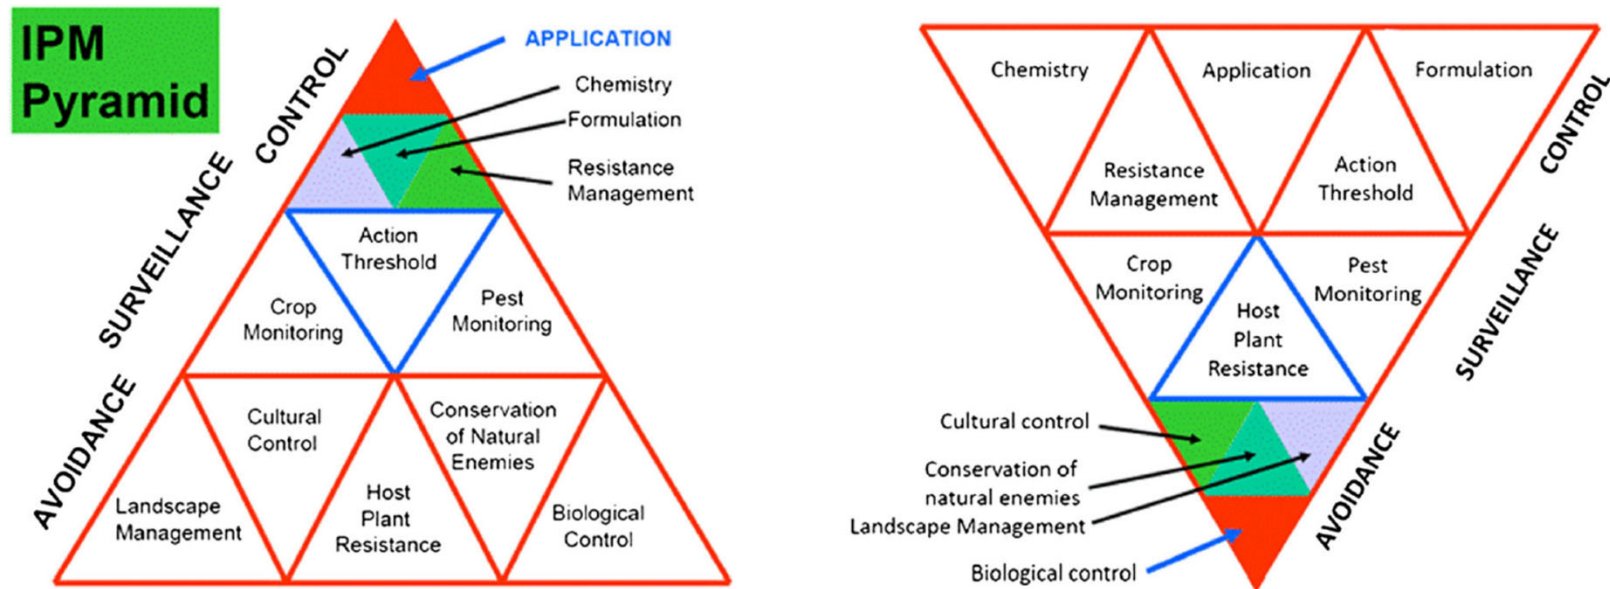 IPM
Pyramid
CONTROL
SURVEILLANCE
AVOIDANCE
APPLICATION
Chemistry
Formulation
Resistance
Management
Action
Threshold
Crop
Monitoring
Pest
Monitoring
Cultural
Control
Conservation
of Natural
Enemies
Landscape
Management
Host
Plant
Resistance
Biological
Control
Chemistry
Application
Formulation
Resistance
Management
Action
Threshold
CONTROL
Crop
Monitoring
Pest
Monitoring
Host
Plant
Resistance
SURVEILLANCE
Cultural control
Conservation of
natural enemies
Landscape Management
Biological control
AVOIDANCE